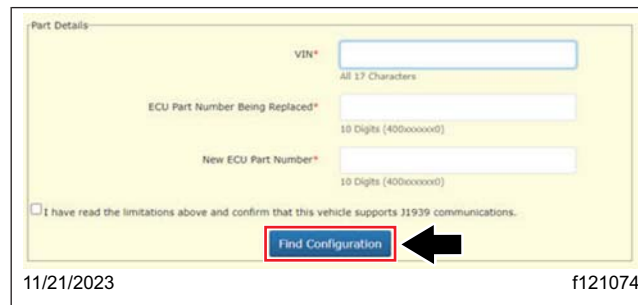 Part Details
VIN*
All 17 Characters
ECU Part Number Being Replaced*
10 Digits (400xxxxxx0)
New ECU Part Number*
10 Digits (400xxxxxx0)
I have read the limitations above and confirm that this vehicle supports J1939 communications.
Find Configuration
11/21/2023 f121074